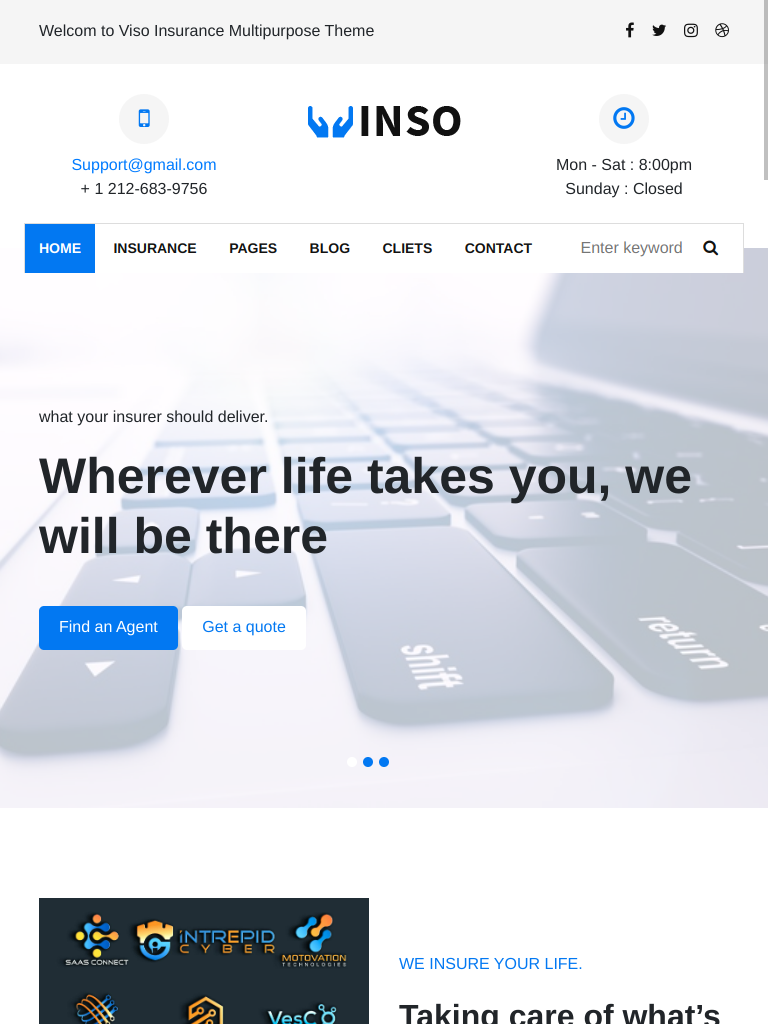 Welcom to Viso Insurance Multipurpose Theme
INSO
Support@gmail.com
+ 1 212-683-9756
Mon - Sat : 8:00pm
Sunday : Closed
HOME INSURANCE PAGES BLOG CLIETS CONTACT Enter keyword
what your insurer should deliver.
Wherever life takes you, we
will be there
Find an Agent Get a quote
shift
return
SAAS CONNECT
INTREPID
CYBER
MOTOVATION
TECHNOLOGIES
VesCo
WE INSURE YOUR LIFE.
Taking care of what's